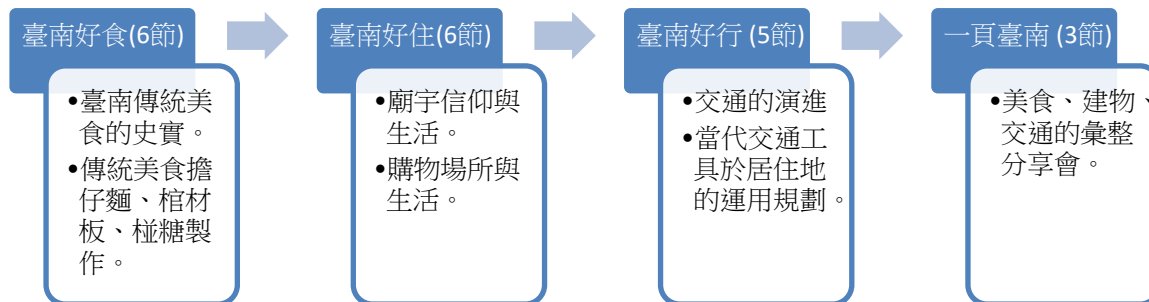 臺南好食(6節)
•臺南傳統美
食的史實。
•傳統美食擔
仔麵、棺材
板、椪糖製
作。
臺南好住(6節)
•廟宇信仰與
生活。
•購物場所與
生活。
臺南好行 (5節)
•交通的演進
•當代交通工
具於居住地
的運用規劃。
一頁臺南 (3節)
•美食、建物、
交通的彙整
分享會。